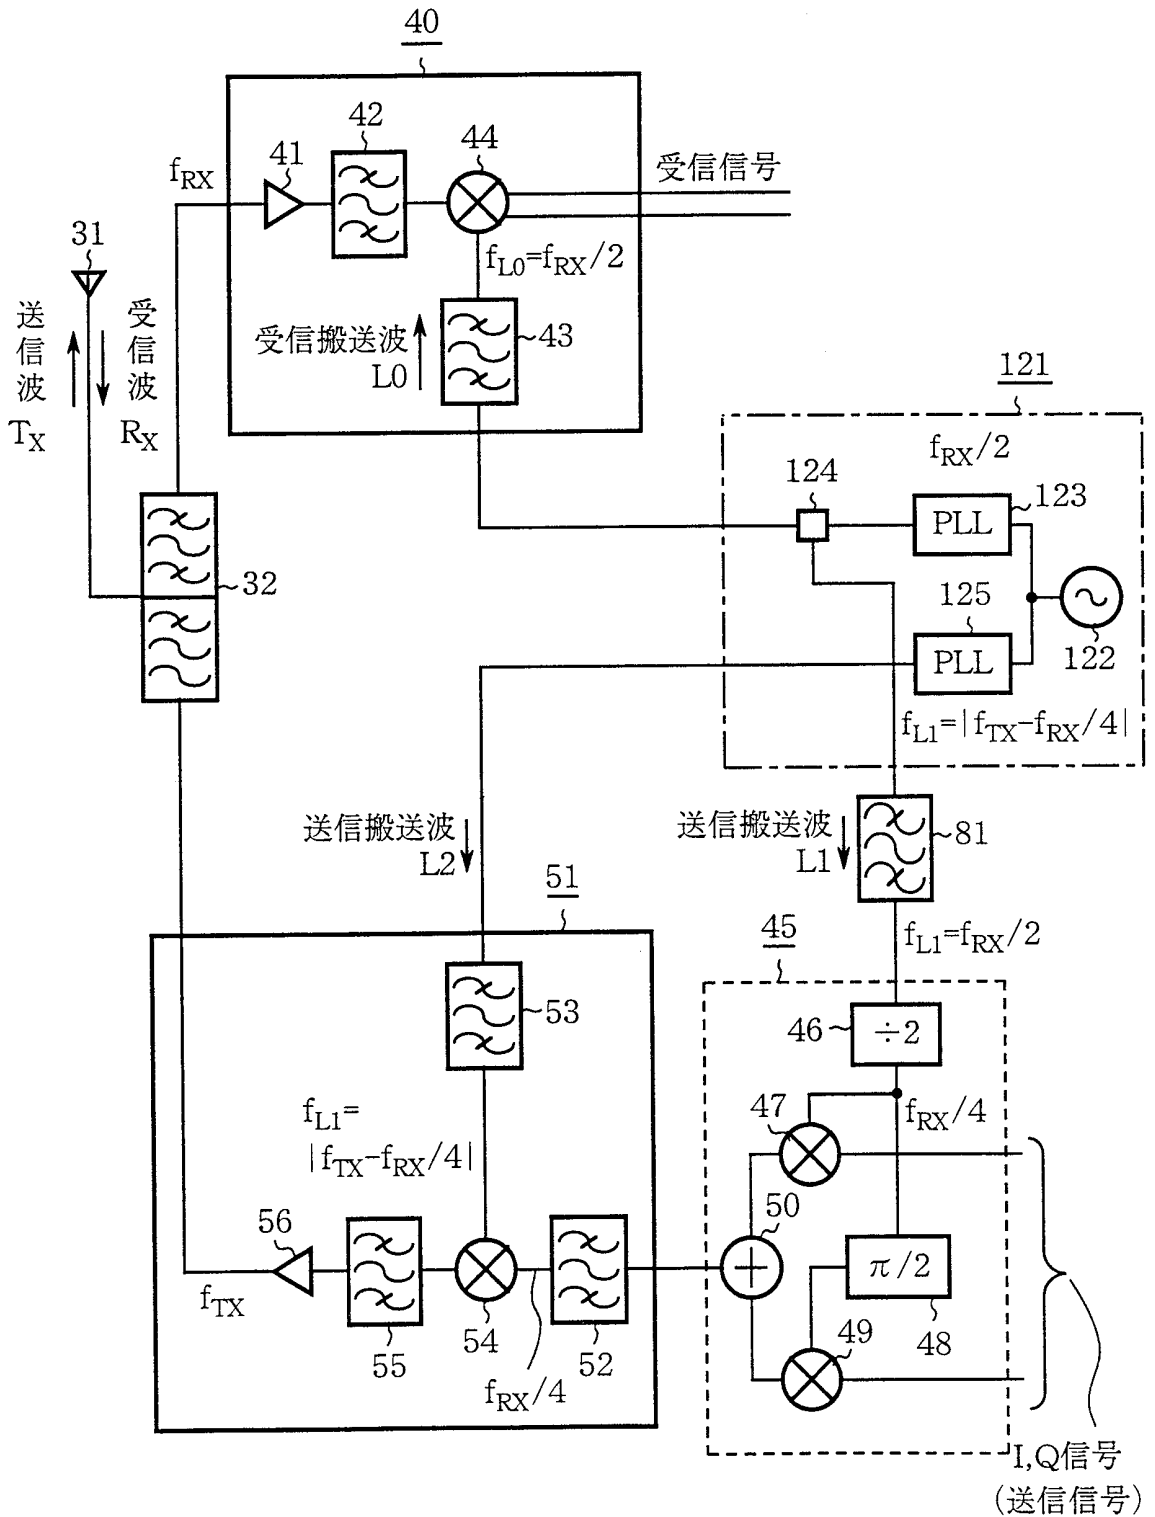 40
42
44
41
fRX
受信信号
31
fL0=fRX/2
送信波
TX
受信波
RX
受信搬送波
L0
43
121
fRX/2
124
PLL
123
32
125
PLL
122
fL1=|fTX-fRX/4|
送信搬送波
L2
送信搬送波
L1
81
51
45
fL1=fRX/2
53
46
÷2
47
fRX/4
fL1=
|fTX-fRX/4|
50
56
π/2
fTX
54
55
52
49
48
fRX/4
I,Q信号
(送信信号)